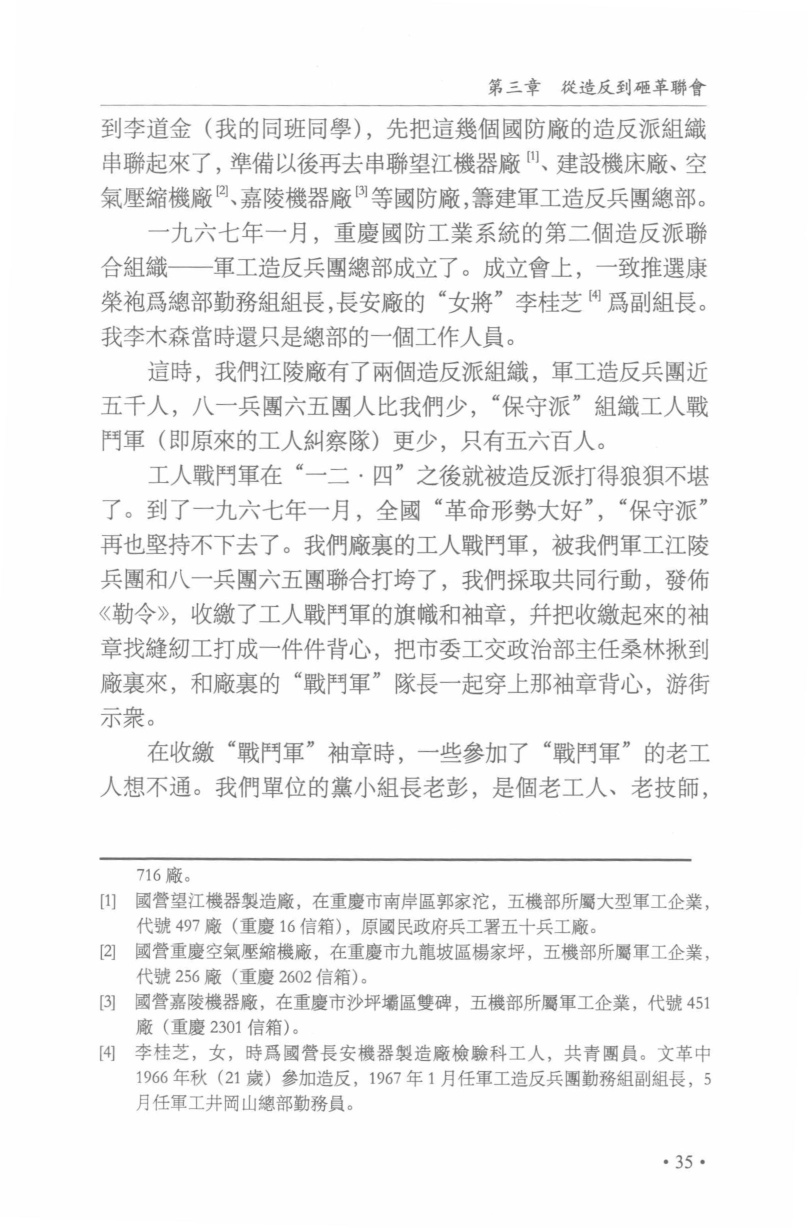 第三章　從造反到砸革聯會
到李道金（我的同班同學），先把這幾個國防廠的造反派組織
串聯起來了，準備以後再去串聯望江機器廠[1]、建設機床廠、空
氣壓縮機廠[2]、嘉陵機器廠[3]等國防廠，籌建軍工造反兵團總部。
一九六七年一月，重慶國防工業系統的第二個造反派聯
合組織——軍工造反兵團總部成立了。成立會上，一致推選康
榮袍爲總部勤務組組長，長安廠的“女將”李桂芝[4]爲副組長。
我李木森當時還只是總部的一個工作人員。
這時，我們江陵廠有了兩個造反派組織，軍工造反兵團近
五千人，八一兵團六五團人比我們少，“保守派”組織工人戰
鬥軍（即原來的工人糾察隊）更少，只有五六百人。
工人戰鬥軍在“一二·四”之後就被造反派打得狼狽不堪
了。到了一九六七年一月，全國“革命形勢大好”，“保守派”
再也堅持不下去了。我們廠裏的工人戰鬥軍，被我們軍工江陵
兵團和八一兵團六五團聯合打垮了，我們採取共同行動，發佈
《勒令》，收繳了工人戰鬥軍的旗幟和袖章，幷把收繳起來的袖
章找縫紉工打成一件件背心，把市委工交政治部主任桑林揪到
廠裏來，和廠裏的“戰鬥軍”隊長一起穿上那袖章背心，游街
示衆。
在收繳“戰鬥軍”袖章時，一些參加了“戰鬥軍”的老工
人想不通。我們單位的黨小組長老彭，是個老工人、老技師，
716 廠。
[1]　國營望江機器製造廠，在重慶市南岸區郭家沱，五機部所屬大型軍工企業，
代號 497 廠（重慶 16 信箱），原國民政府兵工署五十兵工廠。
[2]　國營重慶空氣壓縮機廠，在重慶市九龍坡區楊家坪，五機部所屬軍工企業，
代號 256 廠（重慶 2602 信箱）。
[3]　國營嘉陵機器廠，在重慶市沙坪壩區雙碑，五機部所屬軍工企業，代號 451
廠（重慶 2301 信箱）。
[4]　李桂芝，女，時爲國營長安機器製造廠檢驗科工人，共青團員。文革中
1966 年秋（21 歲）參加造反，1967 年 1 月任軍工造反兵團勤務組副組長，5
月任軍工井岡山總部勤務員。
• 35 •